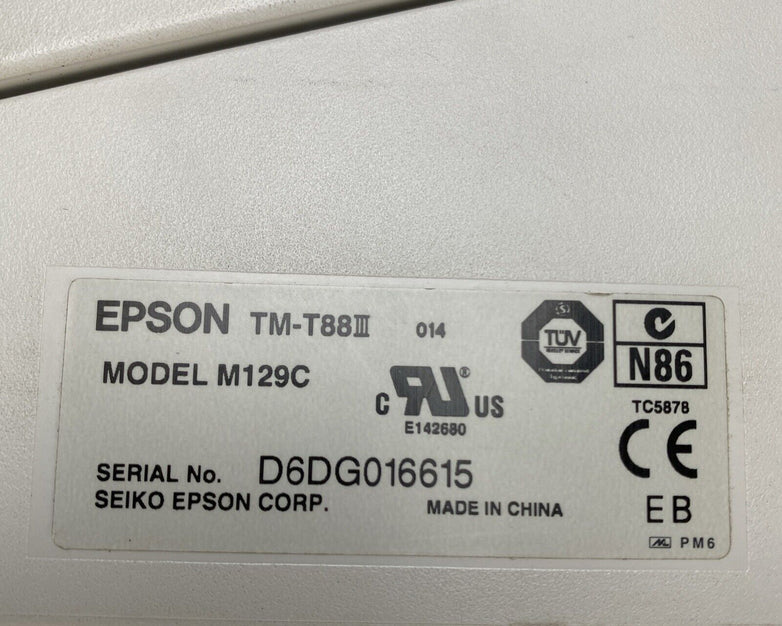 EPSON TM-T88III 014
MODEL M129C
C RU® US
E142680
TÜV
N86
TC5878
CE
SERIAL No. D6DG016615
SEIKO EPSON CORP.
MADE IN CHINA
EB
PM6